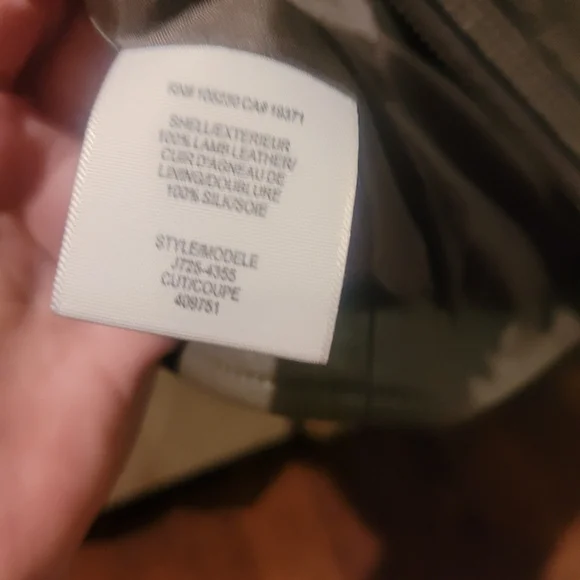 RN# 105230 CA# 19371
SHELL/EXTERIEUR
100% LAMB LEATHER/
CUIR D'AGNEAU DE
LINING/DOUBLURE
100% SILK/SOIE
STYLE/MODELE
J725-4355
CUT/COUPE
409751